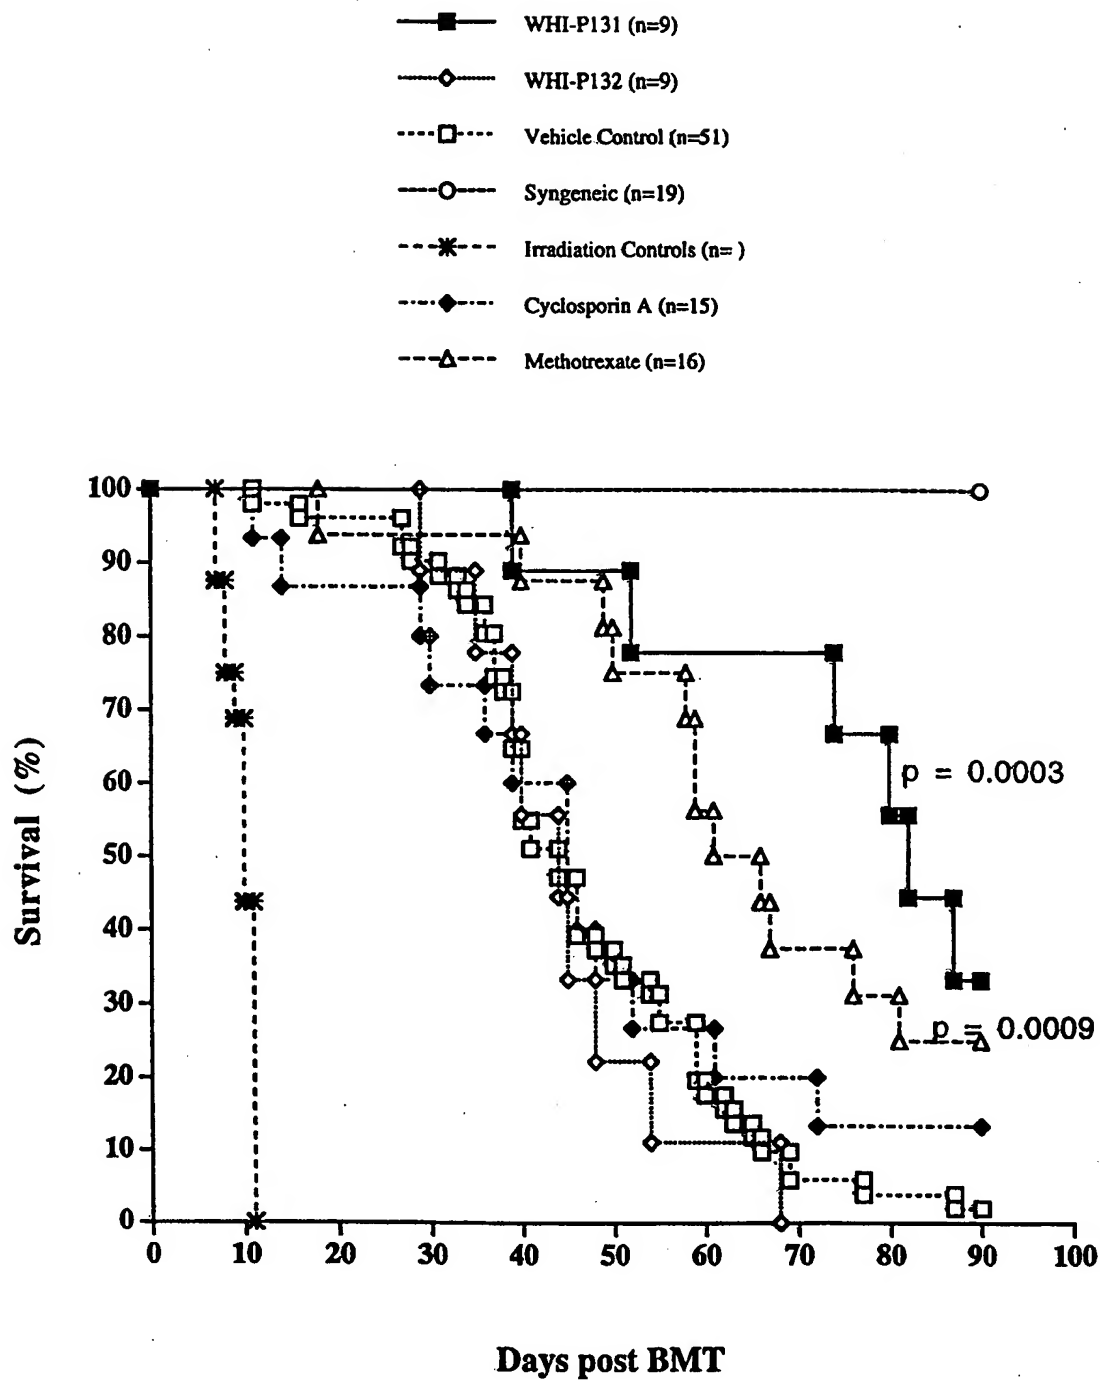 WHI-P131 (n=9)
WHI-P132 (n=9)
Vehicle Control (n=51)
Syngeneic (n=19)
Irradiation Controls (n= )
Cyclosporin A (n=15)
Methotrexate (n=16)
100
90
80
70
60
50
40
30
20
10
0
Survival (%)
p = 0.0003
p = 0.0009
0 10 20 30 40 50 60 70 80 90 100
Days post BMT